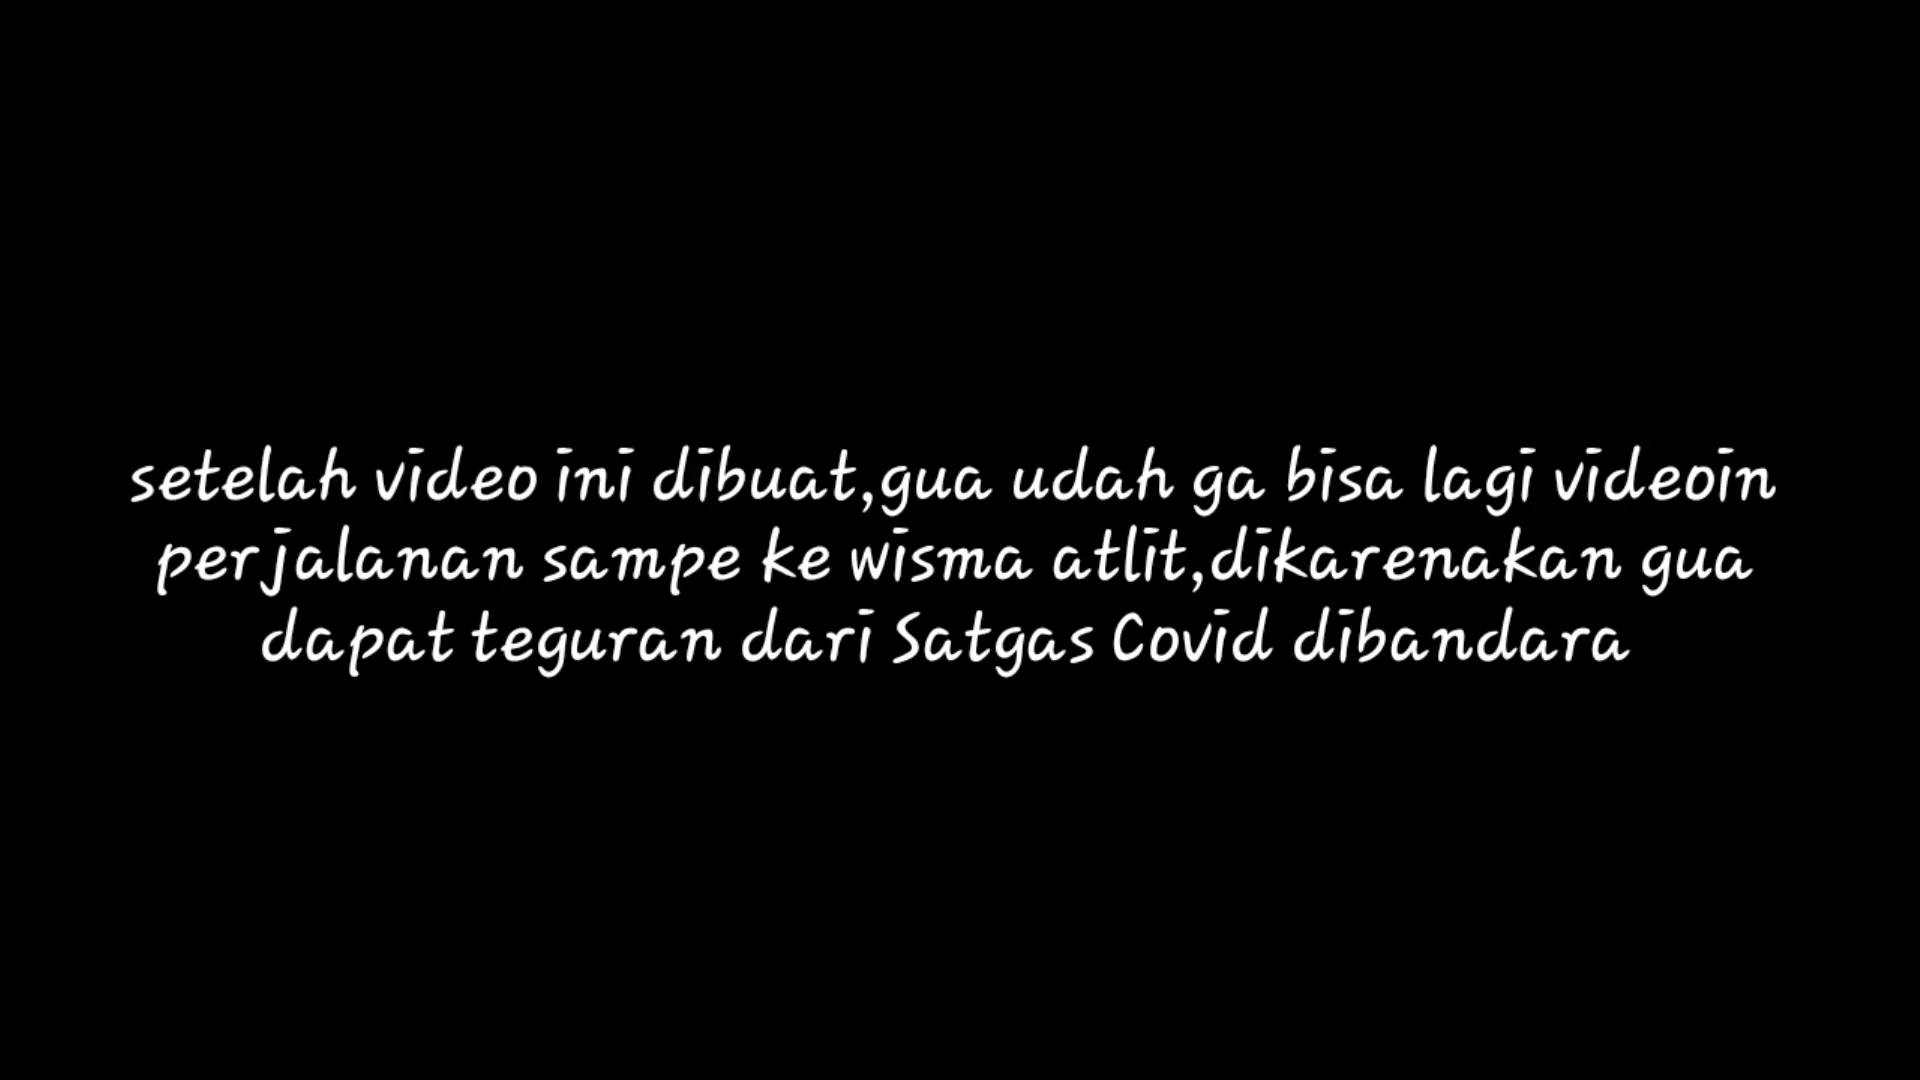 setelah video ini dibuat,gua udah ga bisa lagi videoin
perjalanan sampe ke wisma atlit,dikarenakan gua
dapat teguran dari Satgas Covid dibandara